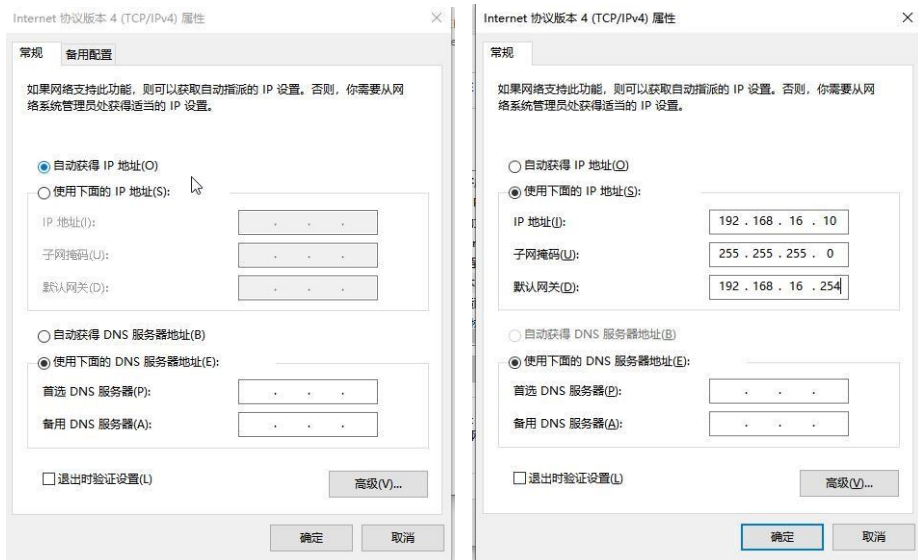 Internet 协议版本 4 (TCP/IPv4) 属性
常规
备用配置
如果网络支持此功能，则可以获取自动指派的 IP 设置。否则，你需要从网
络系统管理员处获得适当的 IP 设置。
自动获得 IP 地址(O)
使用下面的 IP 地址(S):
IP 地址(I):
子网掩码(U):
默认网关(D):
自动获得 DNS 服务器地址(B)
使用下面的 DNS 服务器地址(E):
首选 DNS 服务器(P):
备用 DNS 服务器(A):
退出时验证设置(L)
高级(V)...
确定
取消
Internet 协议版本 4 (TCP/IPv4) 属性
常规
如果网络支持此功能，则可以获取自动指派的 IP 设置。否则，你需要从网
络系统管理员处获得适当的 IP 设置。
自动获得 IP 地址(O)
使用下面的 IP 地址(S):
IP 地址(I): 192 . 168 . 16 . 10
子网掩码(U): 255 . 255 . 255 . 0
默认网关(D): 192 . 168 . 16 . 254
自动获得 DNS 服务器地址(B)
使用下面的 DNS 服务器地址(E):
首选 DNS 服务器(P):
备用 DNS 服务器(A):
退出时验证设置(L)
高级(V)...
确定
取消